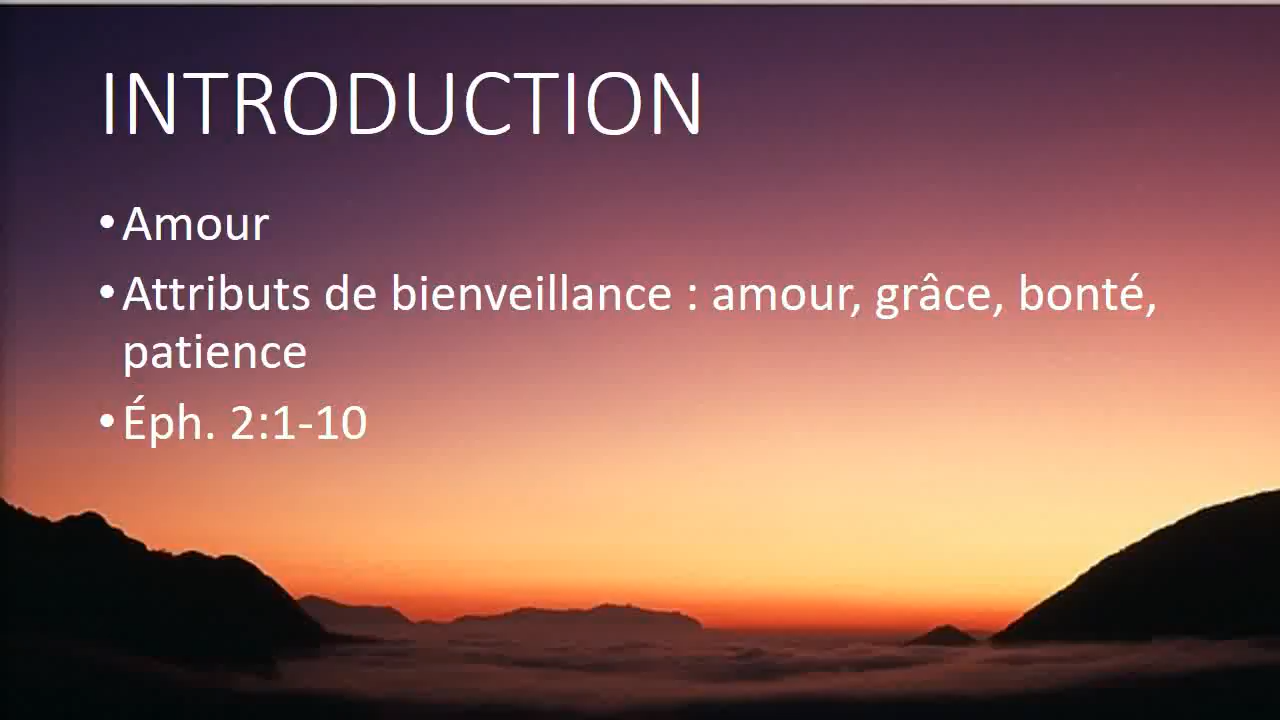 INTRODUCTION
•Amour
•Attributs de bienveillance : amour, grâce, bonté,
patience
•Éph. 2:1-10